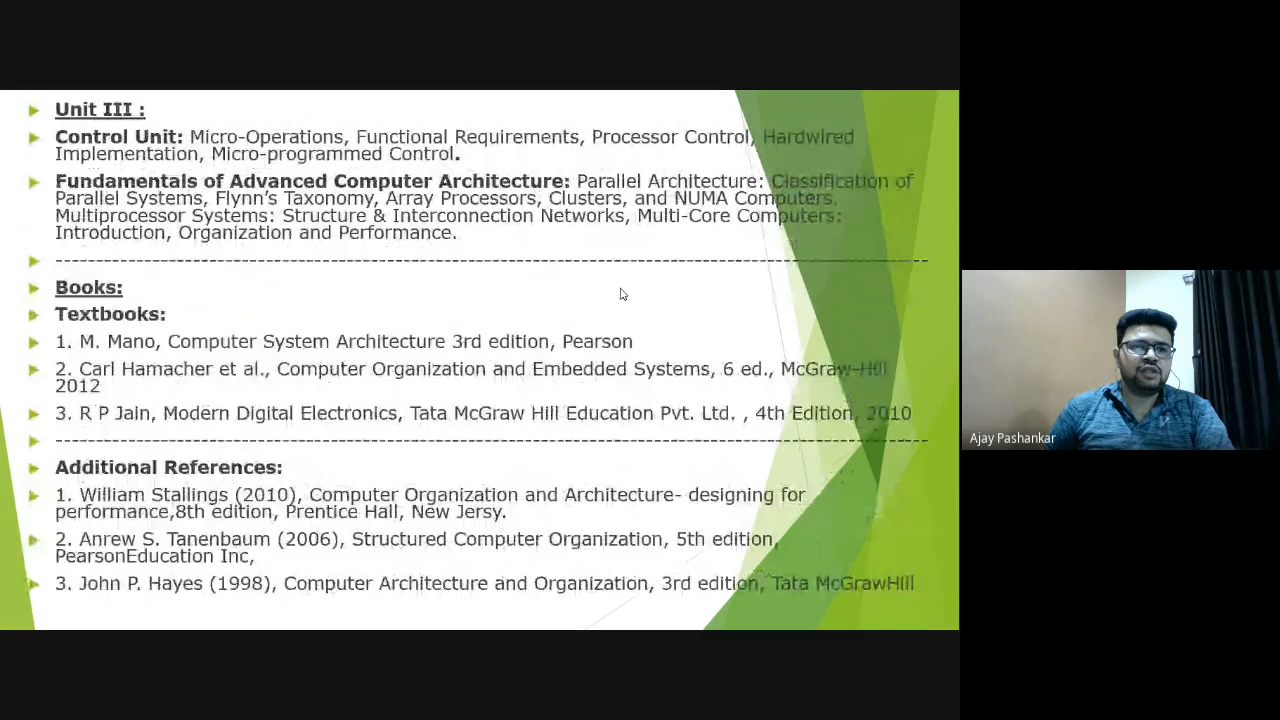 Unit III :
Control Unit: Micro-Operations, Functional Requirements, Processor Control, Hardwired
Implementation, Micro-programmed Control.
Fundamentals of Advanced Computer Architecture: Parallel Architecture: Classification of
Parallel Systems, Flynn's Taxonomy, Array Processors, Clusters, and NUMA Computers.
Multiprocessor Systems: Structure & Interconnection Networks, Multi-Core Computers:
Introduction, Organization and Performance.
--------------------------------------------------------------------------------------------
Books:
Textbooks:
1. M. Mano, Computer System Architecture 3rd edition, Pearson
2. Carl Hamacher et al., Computer Organization and Embedded Systems, 6 ed., McGraw-Hill
2012
3. R P Jain, Modern Digital Electronics, Tata McGraw Hill Education Pvt. Ltd. , 4th Edition, 2010
--------------------------------------------------------------------------------------------
Additional References:
1. William Stallings (2010), Computer Organization and Architecture- designing for
performance,8th edition, Prentice Hall, New Jersy.
2. Anrew S. Tanenbaum (2006), Structured Computer Organization, 5th edition,
PearsonEducation Inc,
3. John P. Hayes (1998), Computer Architecture and Organization, 3rd edition, Tata McGrawHill
Ajay Pashankar